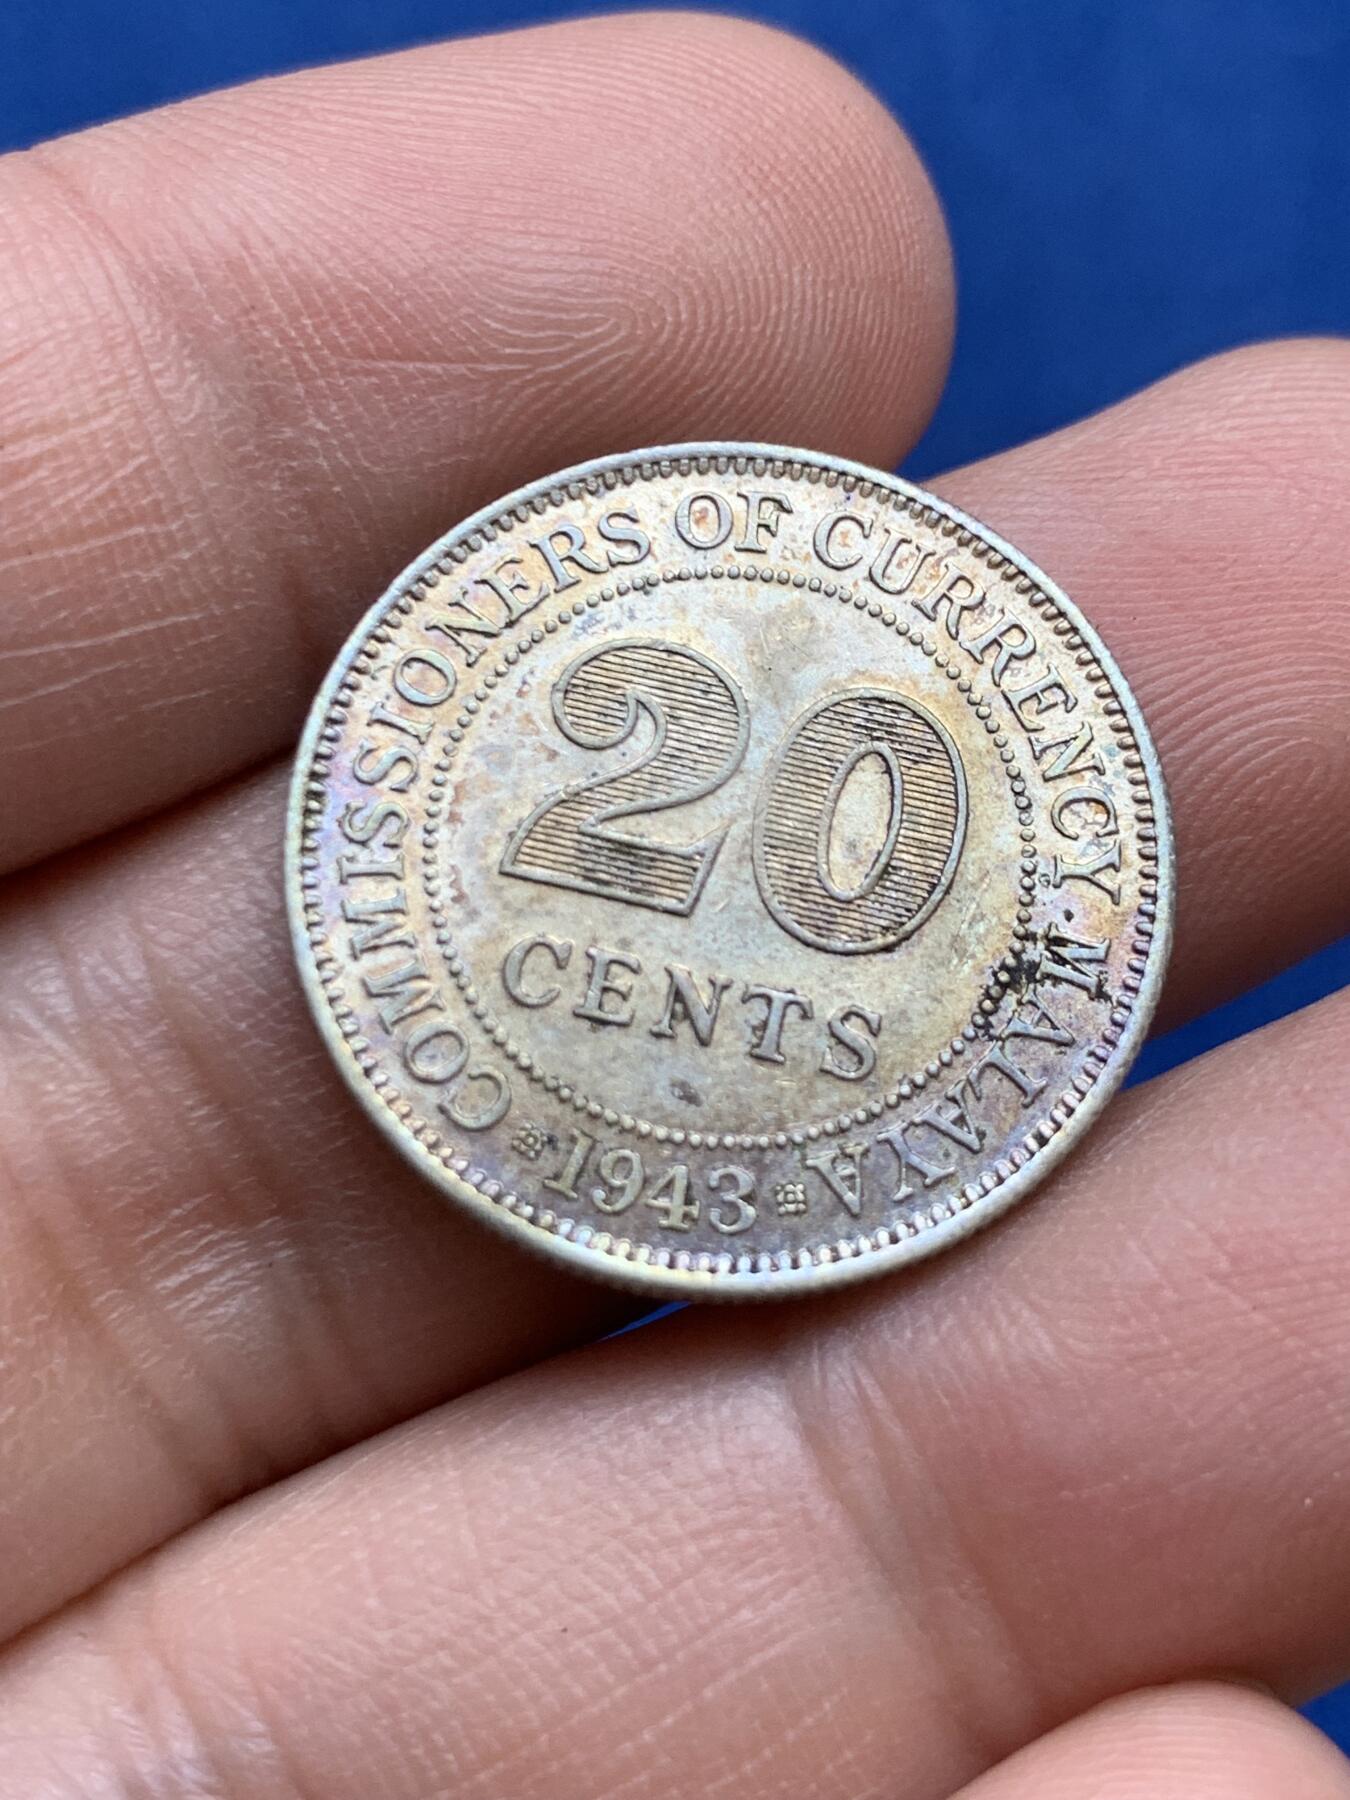 COMMISSIONERS OF CURRENCY · MALAYA
20
CENTS
1943